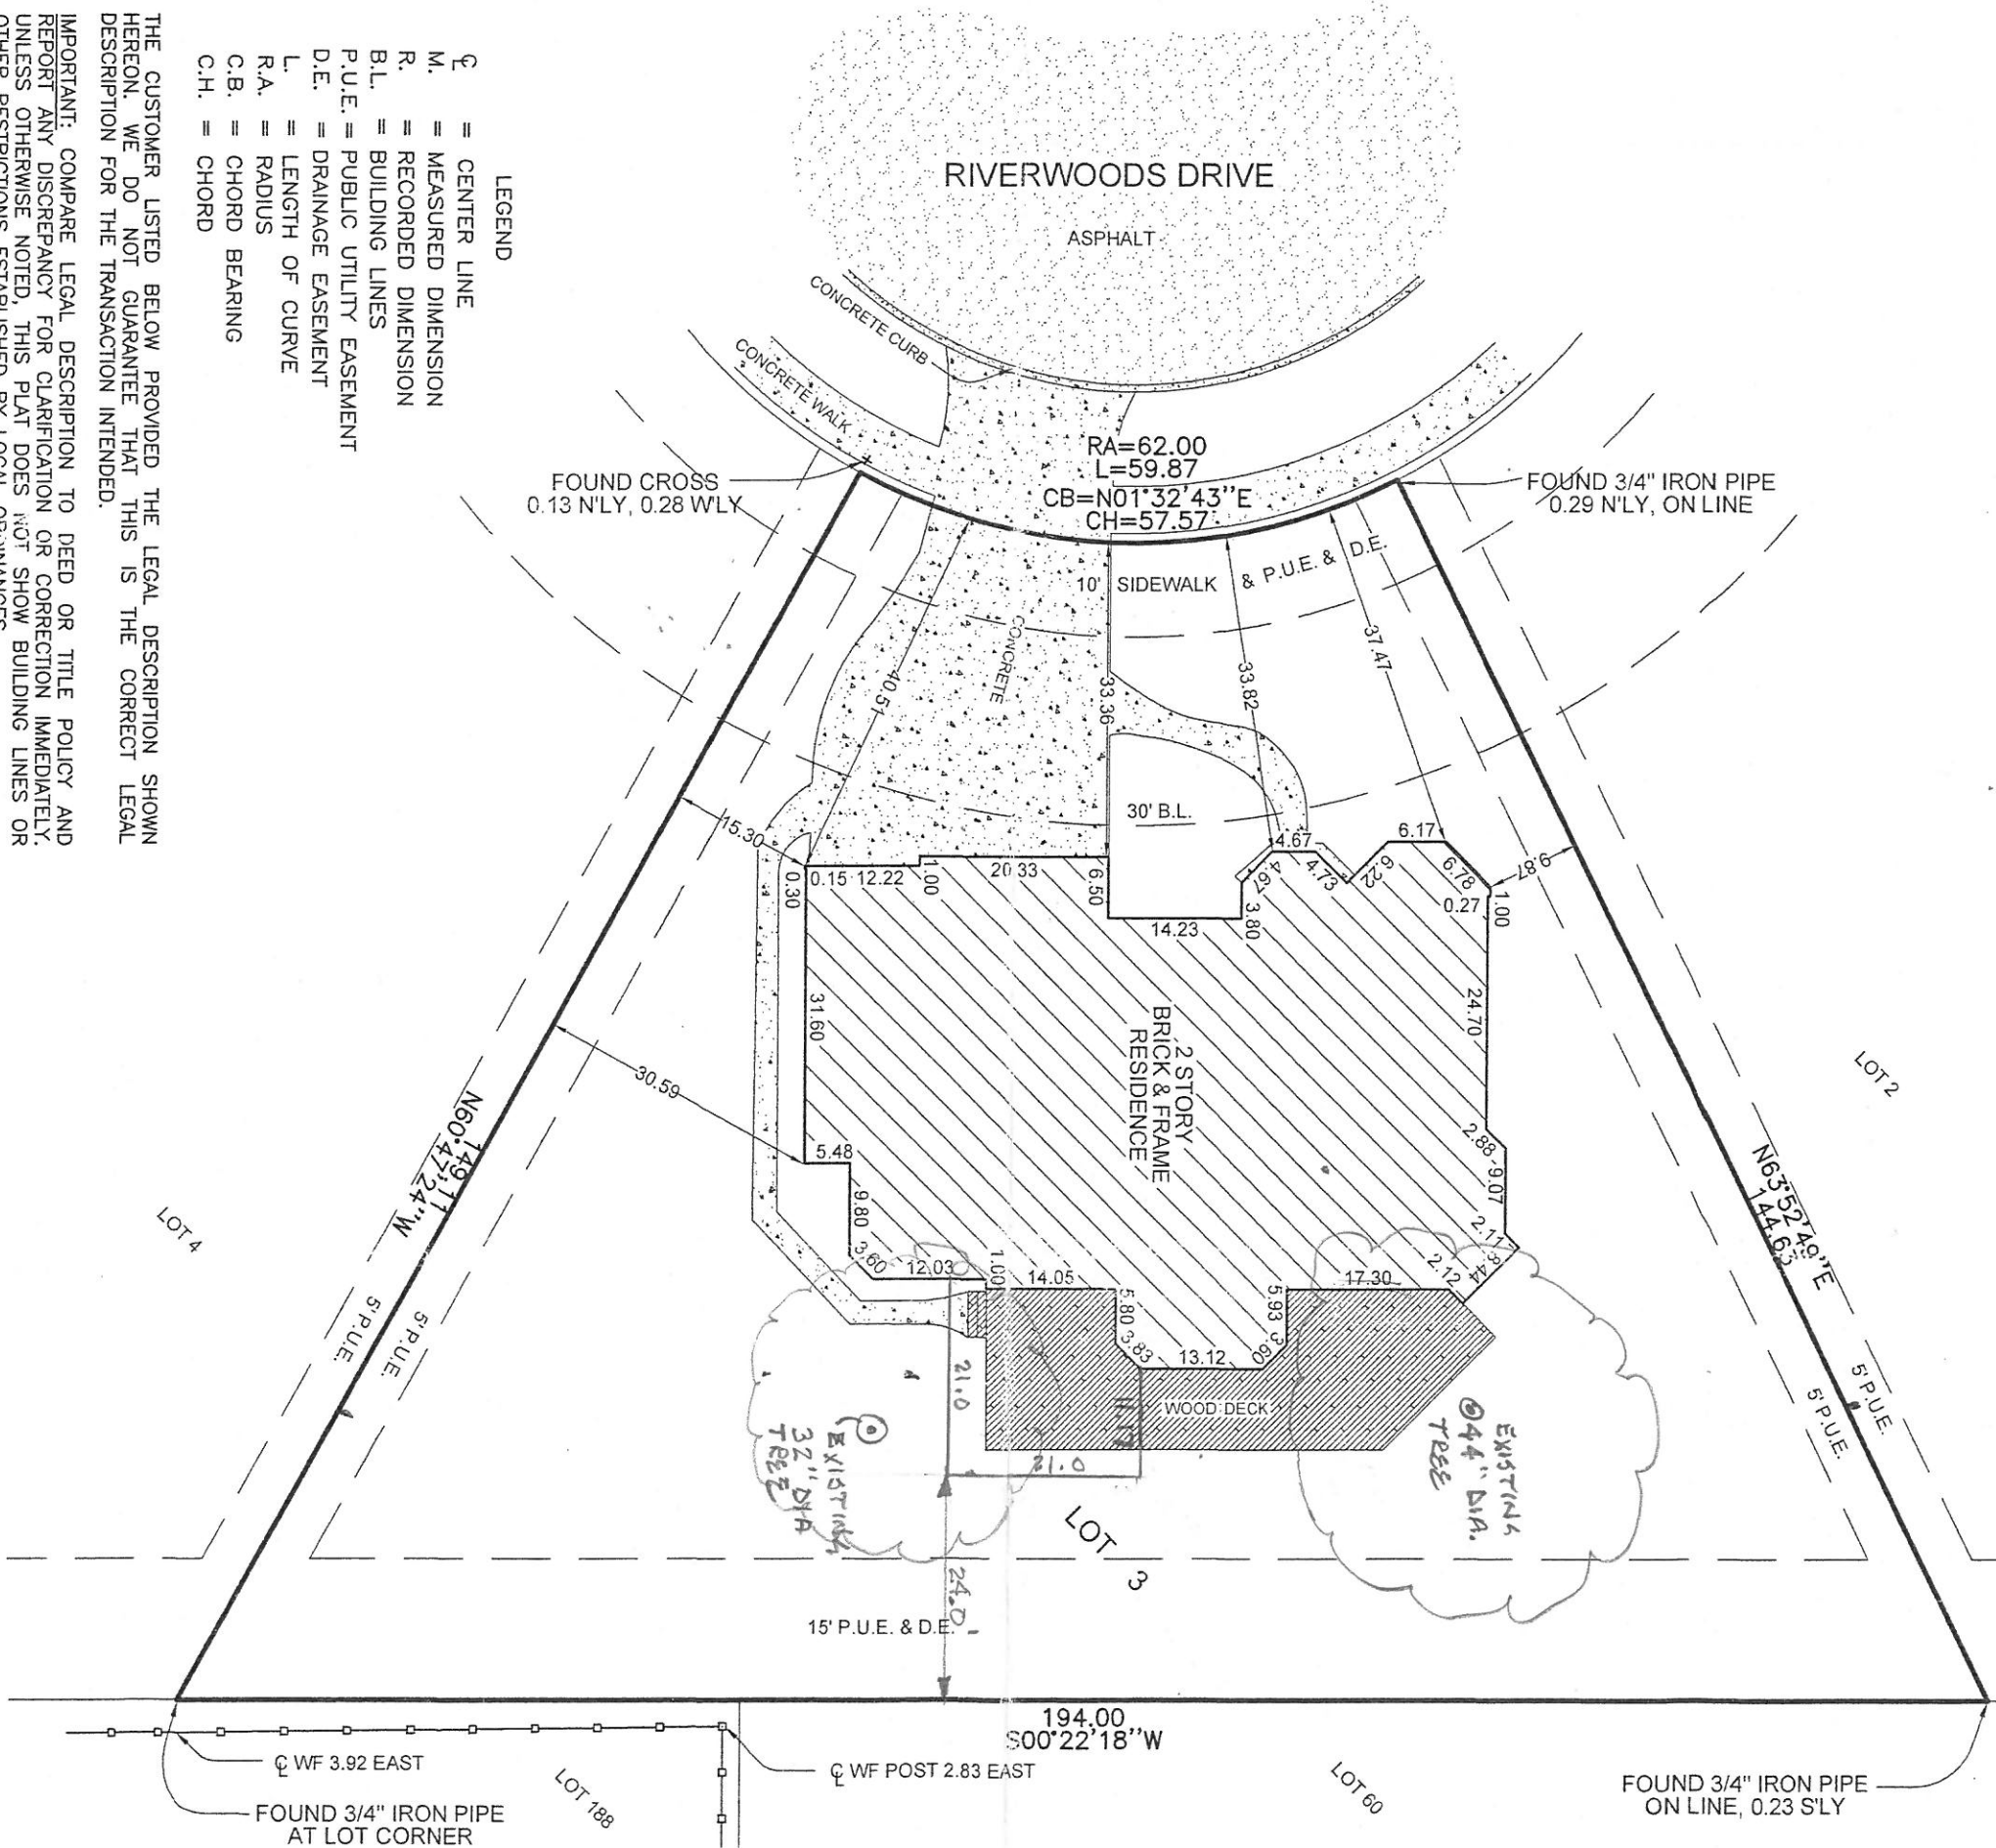 RIVERWOODS DRIVE
ASPHALT
CONCRETE CURB
CONCRETE WALK
RA=62.00
L=59.87
CB=N01°32'43''E
CH=57.57
FOUND CROSS
0.13 N'LY, 0.28 W'LY
FOUND 3/4" IRON PIPE
0.29 N'LY, ON LINE
10' SIDEWALK & P.U.E. & D.E.
CONCRETE
40.51
33.36
33.82
37.47
30' B.L.
15.30
9.87
0.30
0.15
12.22
1.00
20.33
6.50
14.23
3.80
4.67
4.67
4.73
6.22
6.17
6.78
0.27
1.00
24.70
31.60
2 STORY
BRICK & FRAME
RESIDENCE
30.59
5.48
9.80
3.60
12.03
1.00
14.05
5.80
3.83
13.12
3.60
5.93
17.30
2.12
8.44
2.11
9.07
2.88
WOOD DECK
11.17
21.0
21.0
24.0'
EXISTING
32" DIA
TREE
EXISTING
44" DIA.
TREE
LOT 2
LOT 4
LOT 3
149.11
N60°47'24''W
N63°52'49''E
144.63
5' P.U.E.
5' P.U.E.
5' P.U.E.
5' P.U.E.
15' P.U.E. & D.E.
194.00
S00°22'18''W
℄ WF 3.92 EAST
℄ WF POST 2.83 EAST
LOT 188
LOT 60
FOUND 3/4" IRON PIPE
AT LOT CORNER
FOUND 3/4" IRON PIPE
ON LINE, 0.23 S'LY
LEGEND
℄ = CENTER LINE
M. = MEASURED DIMENSION
R. = RECORDED DIMENSION
B.L. = BUILDING LINES
P.U.E. = PUBLIC UTILITY EASEMENT
D.E. = DRAINAGE EASEMENT
L. = LENGTH OF CURVE
R.A. = RADIUS
C.B. = CHORD BEARING
C.H. = CHORD
THE CUSTOMER LISTED BELOW PROVIDED THE LEGAL DESCRIPTION SHOWN
HEREON. WE DO NOT GUARANTEE THAT THIS IS THE CORRECT LEGAL
DESCRIPTION FOR THE TRANSACTION INTENDED.
IMPORTANT: COMPARE LEGAL DESCRIPTION TO DEED OR TITLE POLICY AND
REPORT ANY DISCREPANCY FOR CLARIFICATION OR CORRECTION IMMEDIATELY.
UNLESS OTHERWISE NOTED, THIS PLAT DOES NOT SHOW BUILDING LINES OR
OTHER RESTRICTIONS ESTABLISHED BY LOCAL ORDINANCES